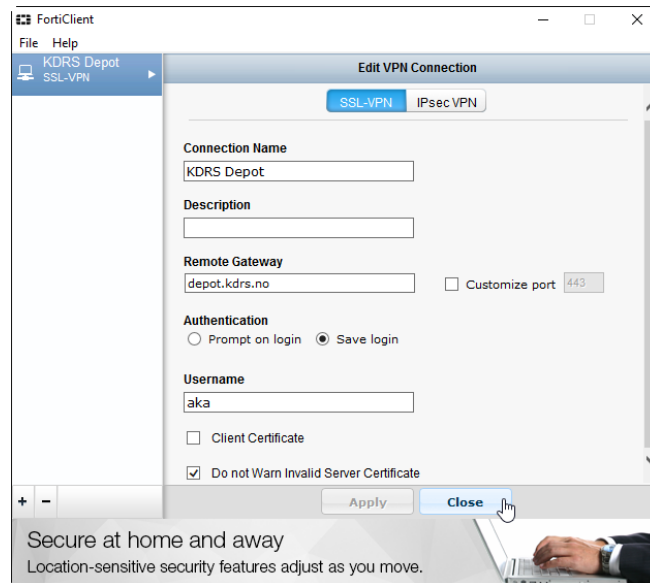 FortiClient
File Help
KDRS Depot
SSL-VPN
Edit VPN Connection
SSL-VPN IPsec VPN
Connection Name
KDRS Depot
Description
Remote Gateway
depot.kdrs.no
Customize port 443
Authentication
Prompt on login Save login
Username
aka
Client Certificate
Do not Warn Invalid Server Certificate
+ −
Apply Close
Secure at home and away
Location-sensitive security features adjust as you move.